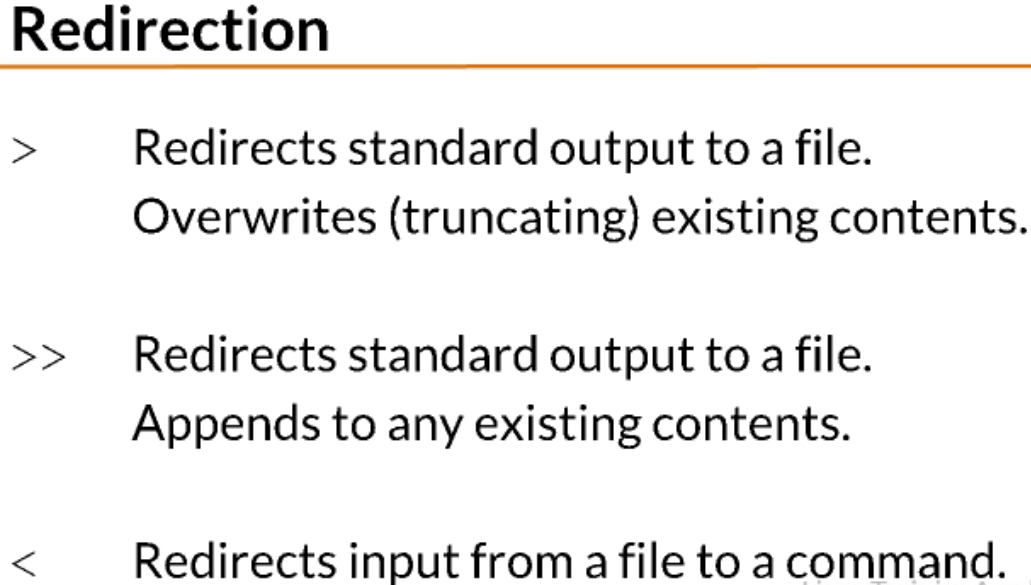 Redirection
> Redirects standard output to a file.
Overwrites (truncating) existing contents.
>> Redirects standard output to a file.
Appends to any existing contents.
< Redirects input from a file to a command.